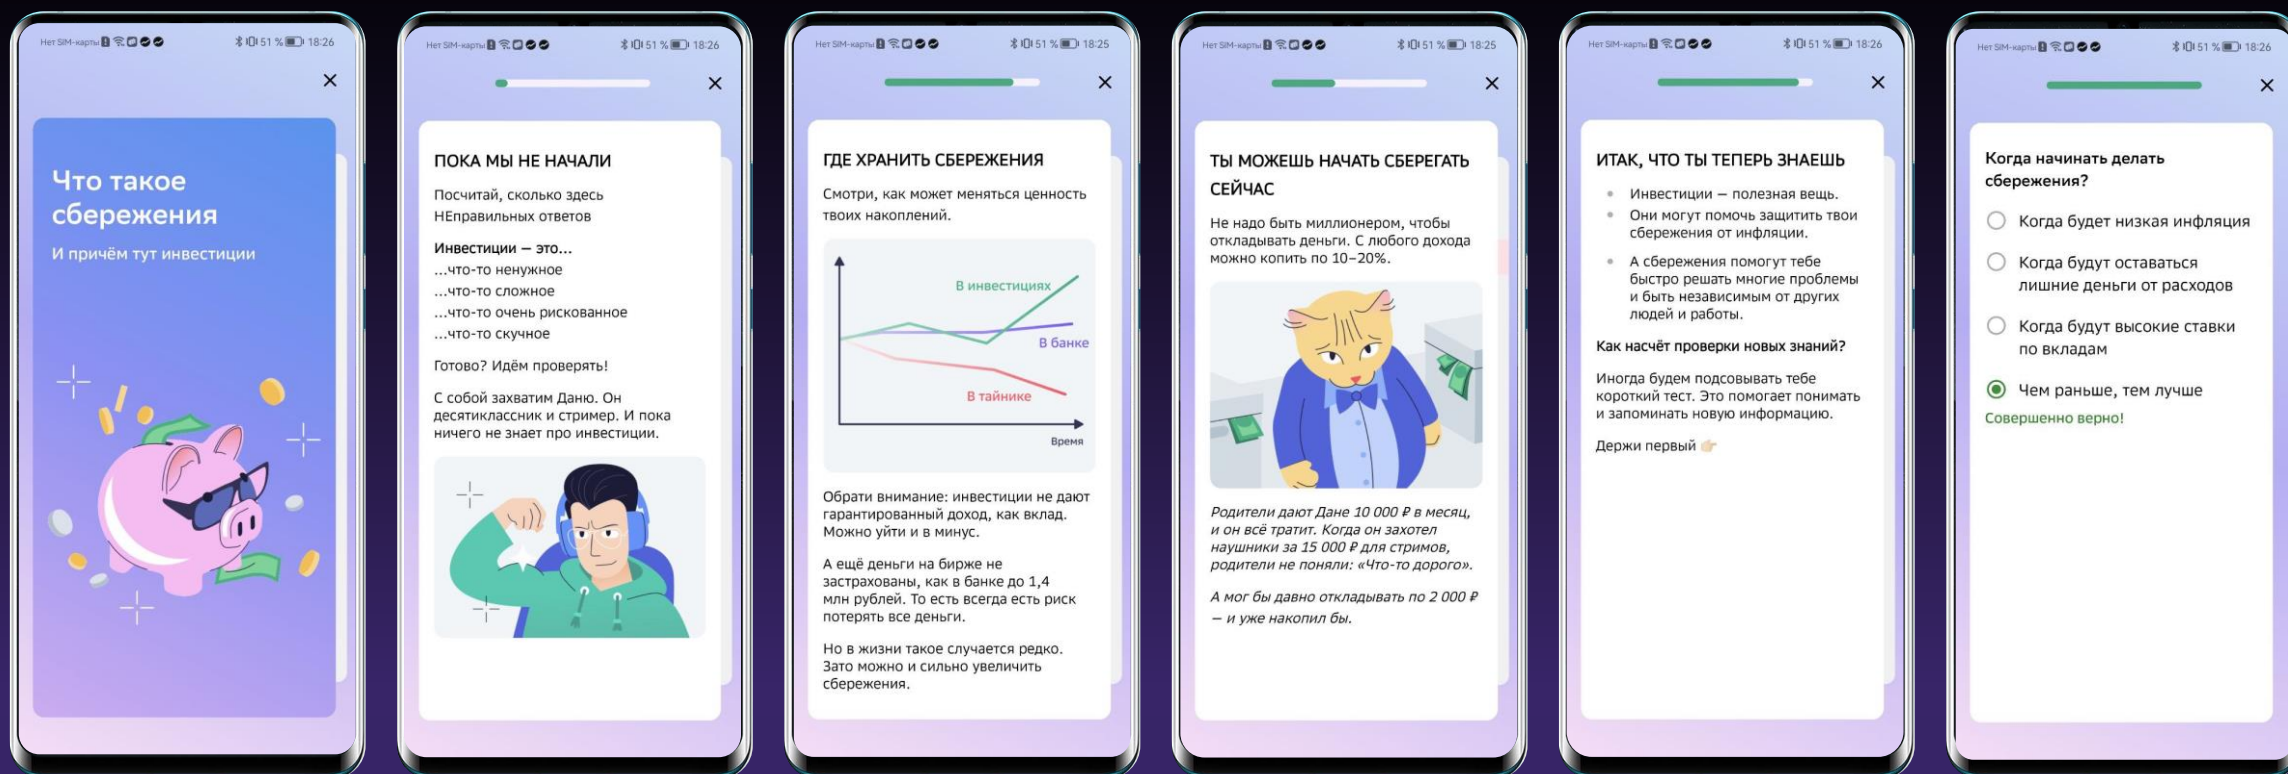 Нет SIM-карты 51 % 18:26
Что такое
сбережения
И причём тут инвестиции
Нет SIM-карты 51 % 18:26
ПОКА МЫ НЕ НАЧАЛИ
Посчитай, сколько здесь
НЕправильных ответов
Инвестиции — это...
...что-то ненужное
...что-то сложное
...что-то очень рискованное
...что-то скучное
Готово? Идём проверять!
С собой захватим Даню. Он
десятиклассник и стример. И пока
ничего не знает про инвестиции.
Нет SIM-карты 51 % 18:25
ГДЕ ХРАНИТЬ СБЕРЕЖЕНИЯ
Смотри, как может меняться ценность
твоих накоплений.
В инвестициях
В банке
В тайнике
Время
Обрати внимание: инвестиции не дают
гарантированный доход, как вклад.
Можно уйти и в минус.
А ещё деньги на бирже не
застрахованы, как в банке до 1,4
млн рублей. То есть всегда есть риск
потерять все деньги.
Но в жизни такое случается редко.
Зато можно и сильно увеличить
сбережения.
Нет SIM-карты 51 % 18:25
ТЫ МОЖЕШЬ НАЧАТЬ СБЕРЕГАТЬ
СЕЙЧАС
Не надо быть миллионером, чтобы
откладывать деньги. С любого дохода
можно копить по 10–20%.
Родители дают Дане 10 000 ₽ в месяц,
и он всё тратит. Когда он захотел
наушники за 15 000 ₽ для стримов,
родители не поняли: «Что-то дорого».
А мог бы давно откладывать по 2 000 ₽
— и уже накопил бы.
Нет SIM-карты 51 % 18:26
ИТАК, ЧТО ТЫ ТЕПЕРЬ ЗНАЕШЬ
• Инвестиции — полезная вещь.
• Они могут помочь защитить твои
сбережения от инфляции.
• А сбережения помогут тебе
быстро решать многие проблемы
и быть независимым от других
людей и работы.
Как насчёт проверки новых знаний?
Иногда будем подсовывать тебе
короткий тест. Это помогает понимать
и запоминать новую информацию.
Держи первый 👉🏻
Нет SIM-карты 51 % 18:26
Когда начинать делать
сбережения?
Когда будет низкая инфляция
Когда будут оставаться
лишние деньги от расходов
Когда будут высокие ставки
по вкладам
Чем раньше, тем лучше
Совершенно верно!